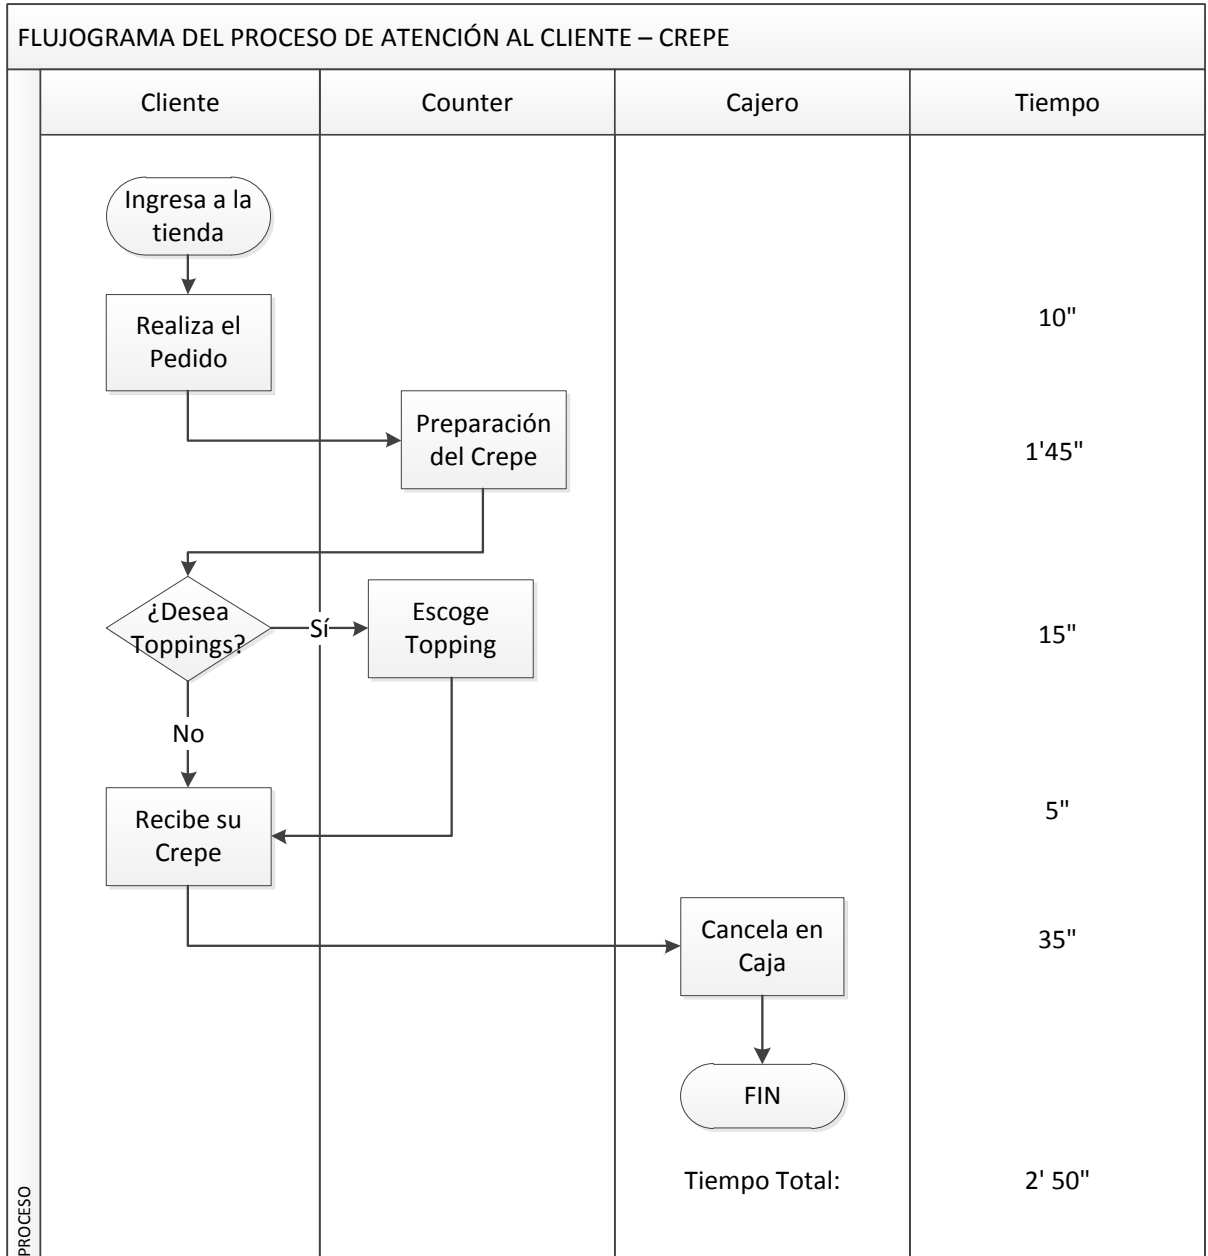 FLUJOGRAMA DEL PROCESO DE ATENCIÓN AL CLIENTE – CREPE
Cliente
Counter
Cajero
Tiempo
Ingresa a la
tienda
Realiza el
Pedido
10"
Preparación
del Crepe
1'45"
¿Desea
Toppings?
Sí
Escoge
Topping
15"
No
Recibe su
Crepe
5"
Cancela en
Caja
35"
FIN
Tiempo Total:
2' 50"
PROCESO